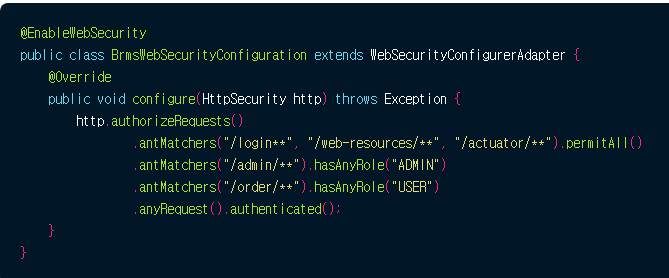 @EnableWebSecurity
public class BrmsWebSecurityConfiguration extends WebSecurityConfigurerAdapter {
    @Override
    public void configure(HttpSecurity http) throws Exception {
        http.authorizeRequests()
                .antMatchers("/login**", "/web-resources/**", "/actuator/**").permitAll()
                .antMatchers("/admin/**").hasAnyRole("ADMIN")
                .antMatchers("/order/**").hasAnyRole("USER")
                .anyRequest().authenticated();
    }
}